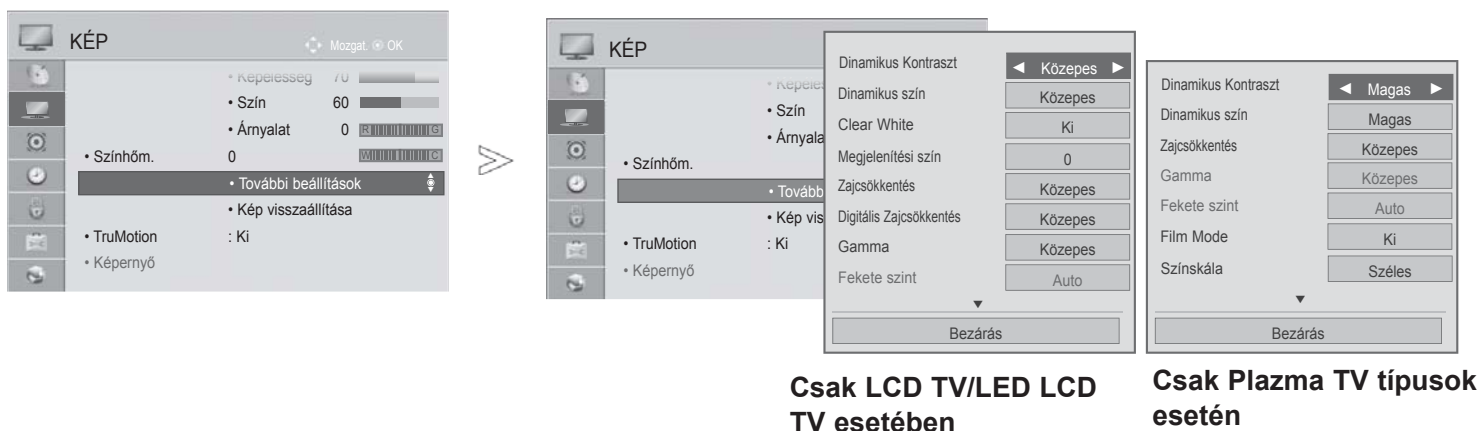 KÉP
Mozgat. OK
• Képélesség 70
• Szín 60
• Árnyalat 0 R G
• Színhőm. 0 W C
• További beállítások
• Kép visszaállítása
• TruMotion : Ki
• Képernyő
KÉP
• Szín
• Színhőm.
• TruMotion : Ki
• Képernyő
Dinamikus Kontraszt ◄ Közepes ►
Dinamikus szín Közepes
Clear White Ki
Megjelenítési szín 0
Zajcsökkentés Közepes
Digitális Zajcsökkentés Közepes
Gamma Közepes
Fekete szint Auto
▼
Bezárás
Dinamikus Kontraszt ◄ Magas ►
Dinamikus szín Magas
Zajcsökkentés Közepes
Gamma Közepes
Fekete szint Auto
Film Mode Ki
Színskála Széles
▼
Bezárás
Csak LCD TV/LED LCD
TV esetében
Csak Plazma TV típusok
esetén